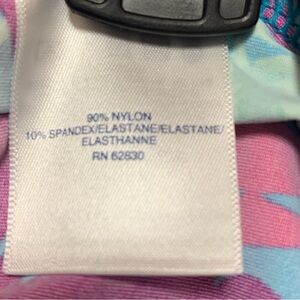 90% NYLON
10% SPANDEX/ELASTANE/ELASTANE/
ELASTHANNE
RN 62830